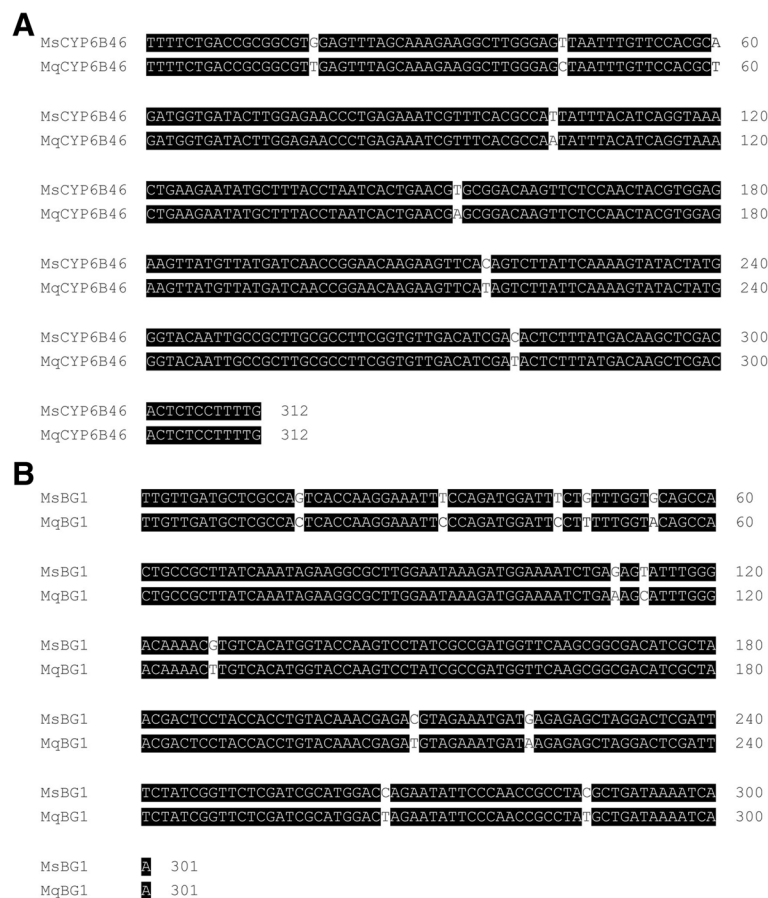 A
MsCYP6B46 TTTTCTGACCGCGGCGTGGAGTTTAGCAAAGAAGGCTTGGGAGTTAATTTGTTCCACGCA 60
MqCYP6B46 TTTTCTGACCGCGGCGTTGAGTTTAGCAAAGAAGGCTTGGGAGCTAATTTGTTCCACGCT 60
MsCYP6B46 GATGGTGATACTTGGAGAACCCTGAGAAATCGTTTCACGCCATTATTTACATCAGGTAAA 120
MqCYP6B46 GATGGTGATACTTGGAGAACCCTGAGAAATCGTTTCACGCCAATATTTACATCAGGTAAA 120
MsCYP6B46 CTGAAGAATATGCTTTACCTAATCACTGAACGTGCGGACAAGTTCTCCAACTACGTGGAG 180
MqCYP6B46 CTGAAGAATATGCTTTACCTAATCACTGAACGAGCGGACAAGTTCTCCAACTACGTGGAG 180
MsCYP6B46 AAGTTATGTTATGATCAACCGGAACAAGAAGTTCACAGTCTTATTCAAAAGTATACTATG 240
MqCYP6B46 AAGTTATGTTATGATCAACCGGAACAAGAAGTTCATAGTCTTATTCAAAAGTATACTATG 240
MsCYP6B46 GGTACAATTGCCGCTTGCGCCTTCGGTGTTGACATCGACACTCTTTATGACAAGCTCGAC 300
MqCYP6B46 GGTACAATTGCCGCTTGCGCCTTCGGTGTTGACATCGATACTCTTTATGACAAGCTCGAC 300
MsCYP6B46 ACTCTCCTTTTG 312
MqCYP6B46 ACTCTCCTTTTG 312
B
MsBG1 TTGTTGATGCTCGCCAGTCACCAAGGAAATTTCCAGATGGATTTCTGTTTGGTGCAGCCA 60
MqBG1 TTGTTGATGCTCGCCACTCACCAAGGAAATTCCCAGATGGATTCCTTTTTGGTACAGCCA 60
MsBG1 CTGCCGCTTATCAAATAGAAGGCGCTTGGAATAAAGATGGAAAATCTGAGAGTATTTGGG 120
MqBG1 CTGCCGCTTATCAAATAGAAGGCGCTTGGAATAAAGATGGAAAATCTGAAAGCATTTGGG 120
MsBG1 ACAAAACGTGTCACATGGTACCAAGTCCTATCGCCGATGGTTCAAGCGGCGACATCGCTA 180
MqBG1 ACAAAACTTGTCACATGGTACCAAGTCCTATCGCCGATGGTTCAAGCGGCGACATCGCTA 180
MsBG1 ACGACTCCTACCACCTGTACAAACGAGACGTAGAAATGATGAGAGAGCTAGGACTCGATT 240
MqBG1 ACGACTCCTACCACCTGTACAAACGAGATGTAGAAATGATAAGAGAGCTAGGACTCGATT 240
MsBG1 TCTATCGGTTCTCGATCGCATGGACCAGAATATTCCCAACCGCCTACGCTGATAAAATCA 300
MqBG1 TCTATCGGTTCTCGATCGCATGGACTAGAATATTCCCAACCGCCTATGCTGATAAAATCA 300
MsBG1 A 301
MqBG1 A 301